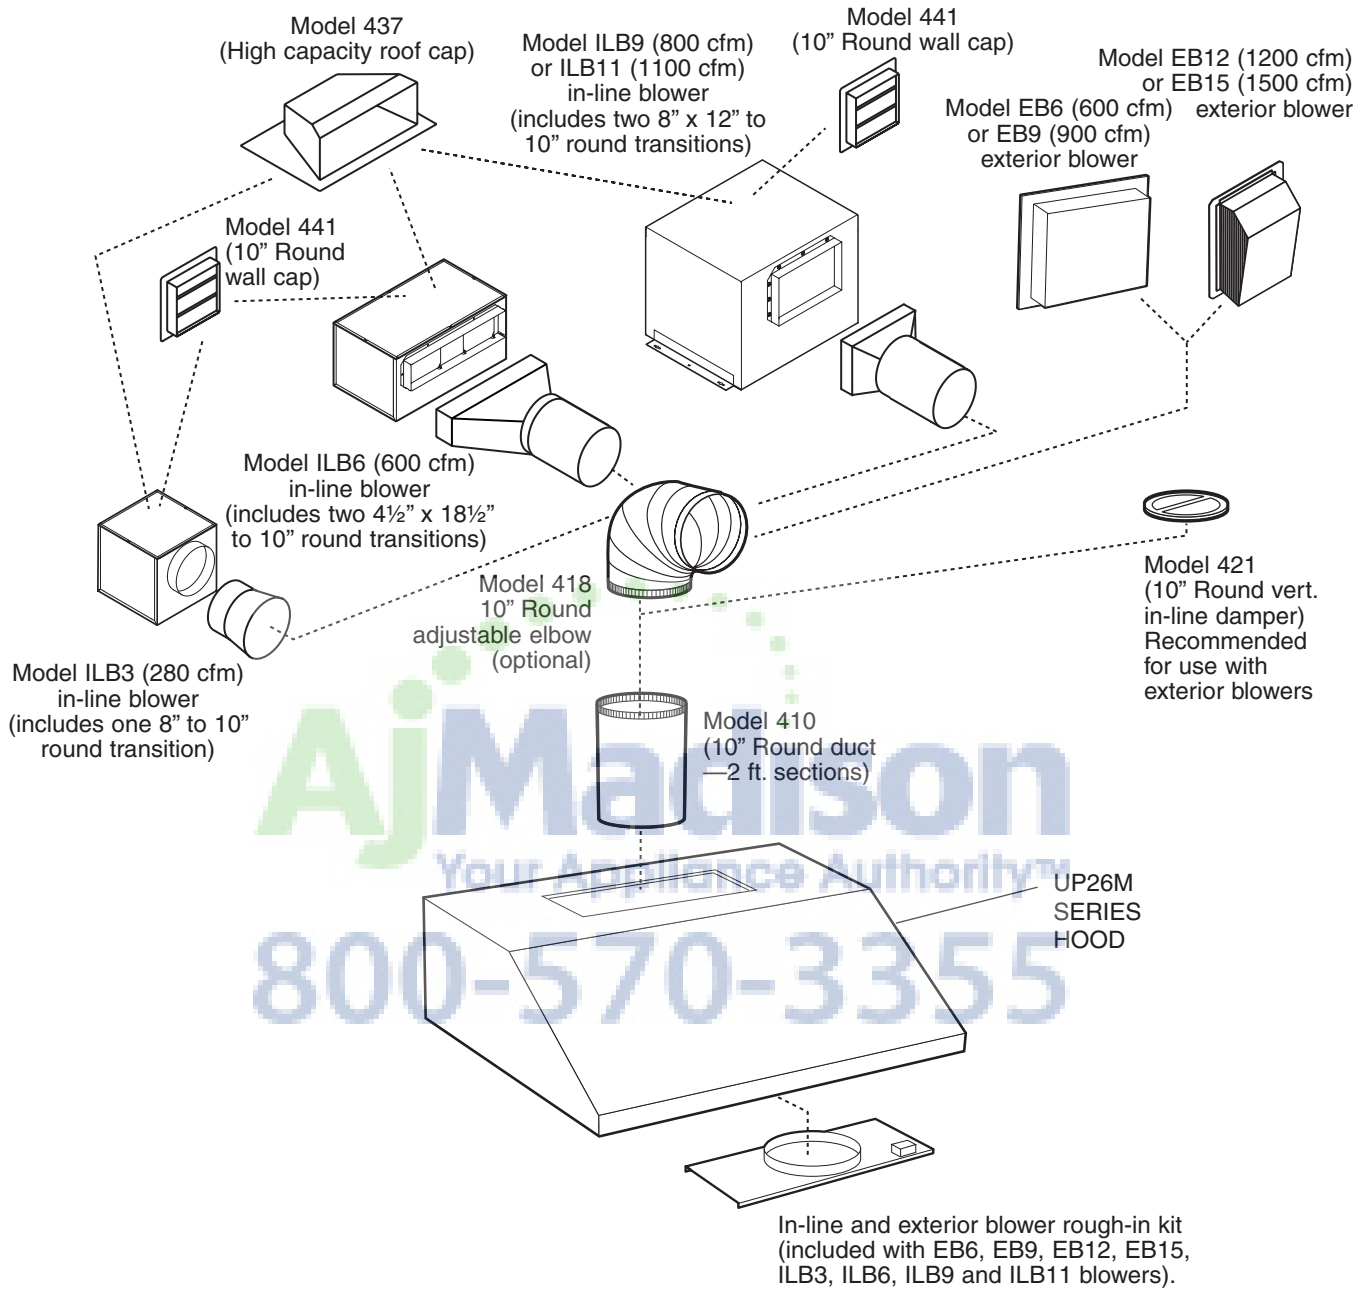 Model 437
(High capacity roof cap)
Model ILB9 (800 cfm)
or ILB11 (1100 cfm)
in-line blower
(includes two 8” x 12” to
10” round transitions)
Model 441
(10” Round wall cap)
Model EB12 (1200 cfm)
or EB15 (1500 cfm)
exterior blower
Model EB6 (600 cfm)
or EB9 (900 cfm)
exterior blower
Model 441
(10” Round
wall cap)
Model ILB6 (600 cfm)
in-line blower
(includes two 4½” x 18½”
to 10” round transitions)
Model 418
10” Round
adjustable elbow
(optional)
Model 421
(10” Round vert.
in-line damper)
Recommended
for use with
exterior blowers
Model ILB3 (280 cfm)
in-line blower
(includes one 8” to 10”
round transition)
Model 410
(10” Round duct
—2 ft. sections)
AjMadison
Your Appliance Authority™
800-570-3355
UP26M
SERIES
HOOD
In-line and exterior blower rough-in kit
(included with EB6, EB9, EB12, EB15,
ILB3, ILB6, ILB9 and ILB11 blowers).